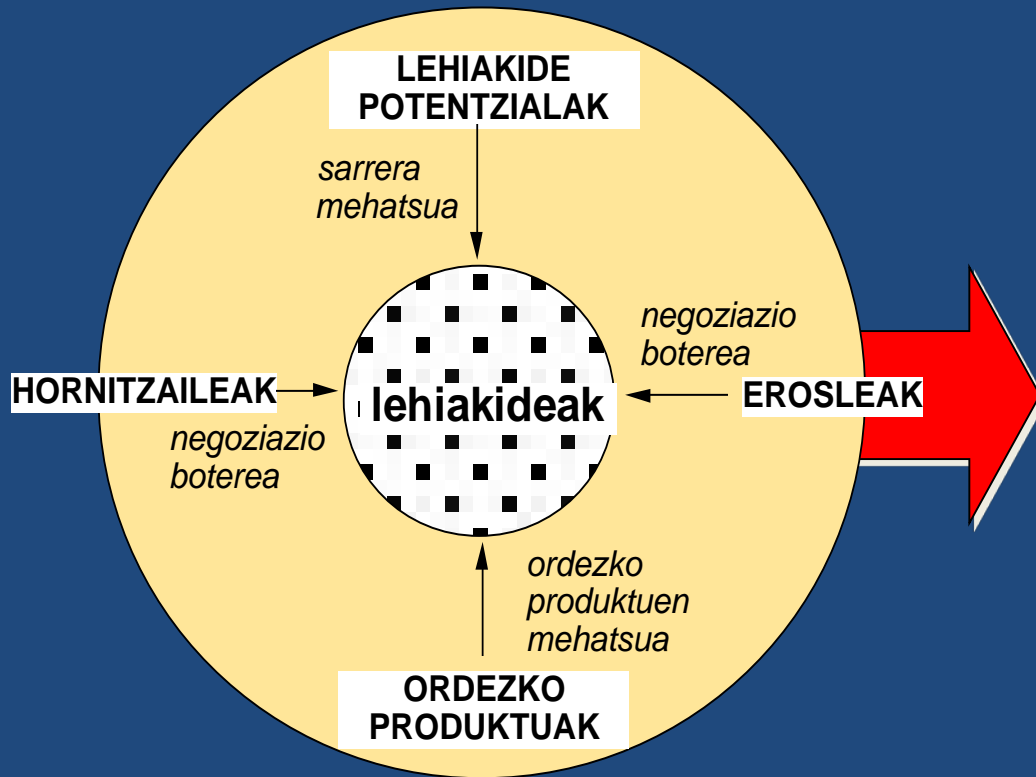 LEHIAKIDE
POTENTZIALAK
sarrera
mehatsua
negoziazio
boterea
HORNITZAILEAK
lehiakideak
EROSLEAK
negoziazio
boterea
ordezko
produktuen
mehatsua
ORDEZKO
PRODUKTUAK